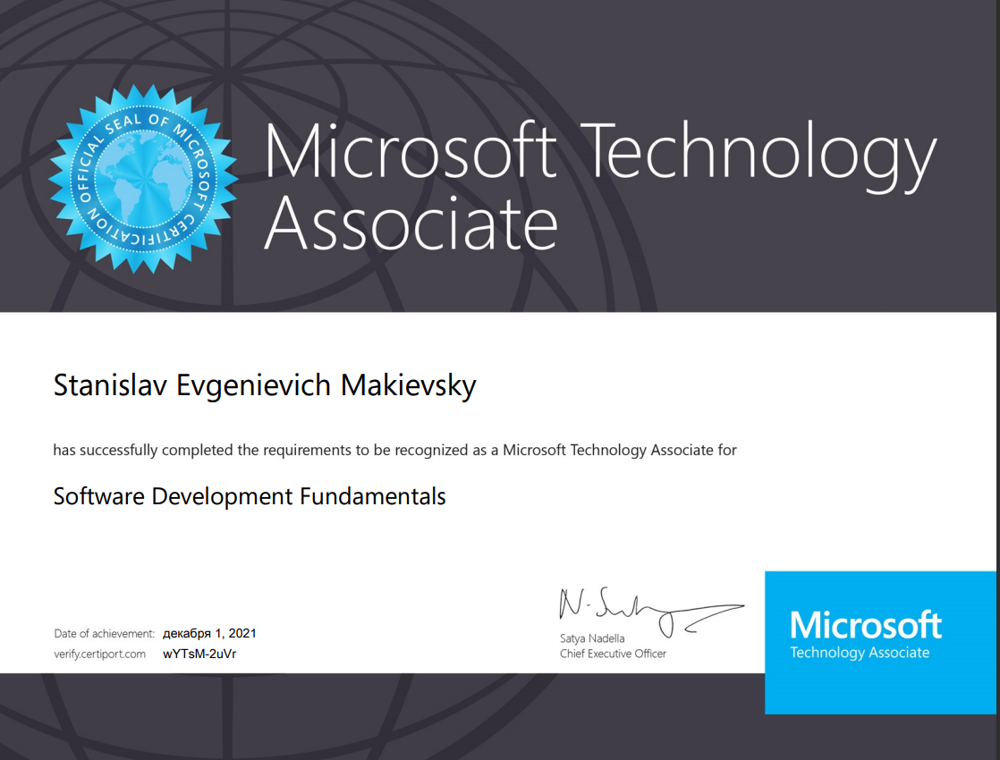 OFFICIAL SEAL OF MICROSOFT CERTIFICATION
Microsoft Technology
Associate
Stanislav Evgenievich Makievsky
has successfully completed the requirements to be recognized as a Microsoft Technology Associate for
Software Development Fundamentals
Date of achievement: декабря 1, 2021
verify.certiport.com wYTsM-2uVr
Satya Nadella
Chief Executive Officer
Microsoft
Technology Associate